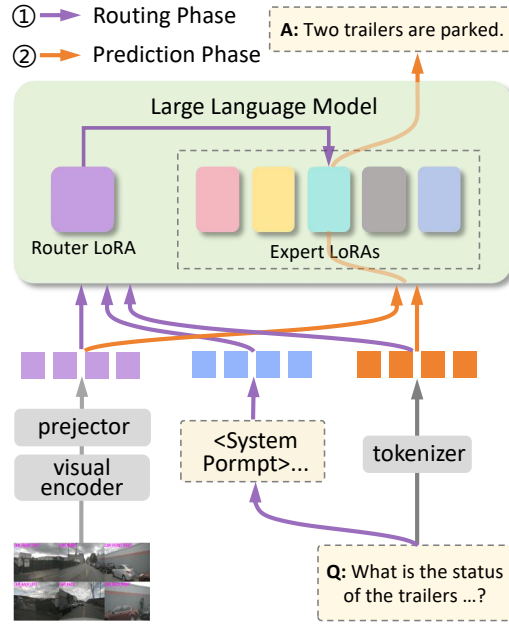 ① Routing Phase
② Prediction Phase
A: Two trailers are parked.
Large Language Model
Router LoRA
Expert LoRAs
prejector
visual
encoder
<System
Pormpt>...
tokenizer
Q: What is the status
of the trailers ...?